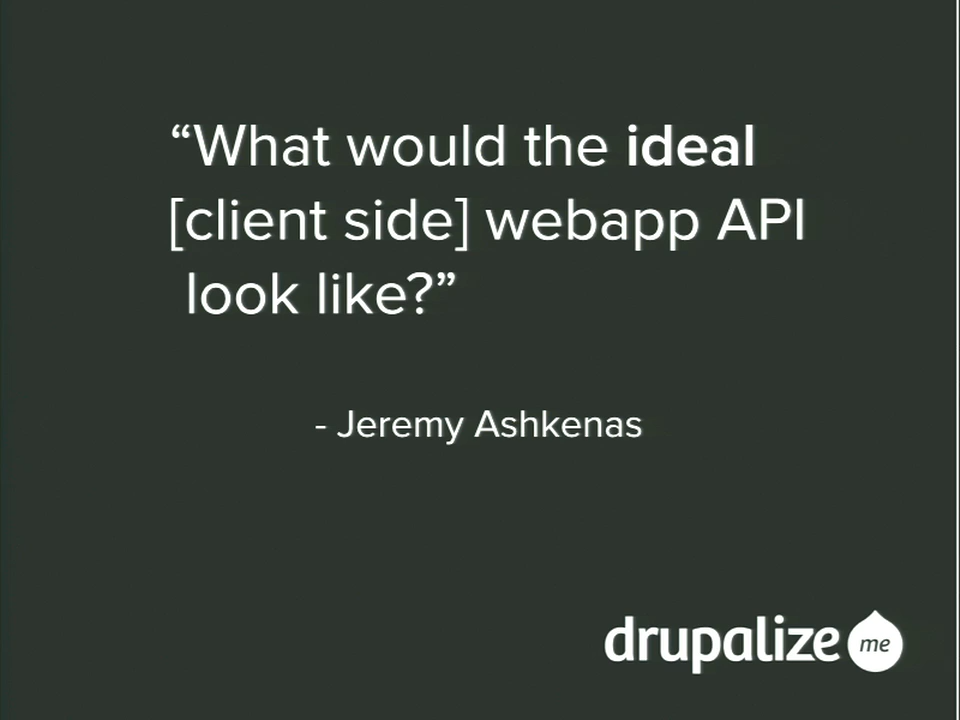 “What would the ideal
[client side] webapp API
look like?”
- Jeremy Ashkenas
drupalize me